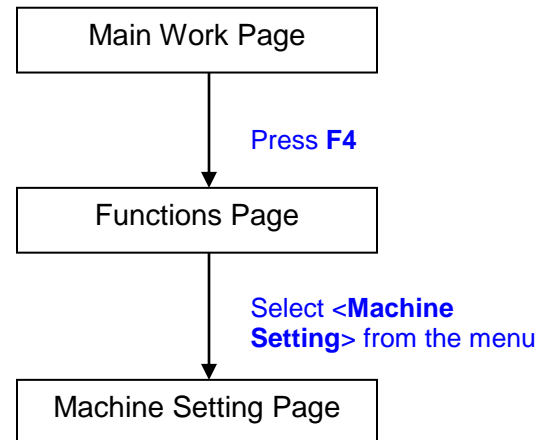 Main Work Page
Press F4
Functions Page
Select <Machine
Setting> from the menu
Machine Setting Page